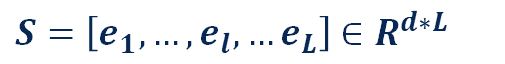 S = [e₁, ..., eₗ, ... e_L] ∈ R^{d*L}